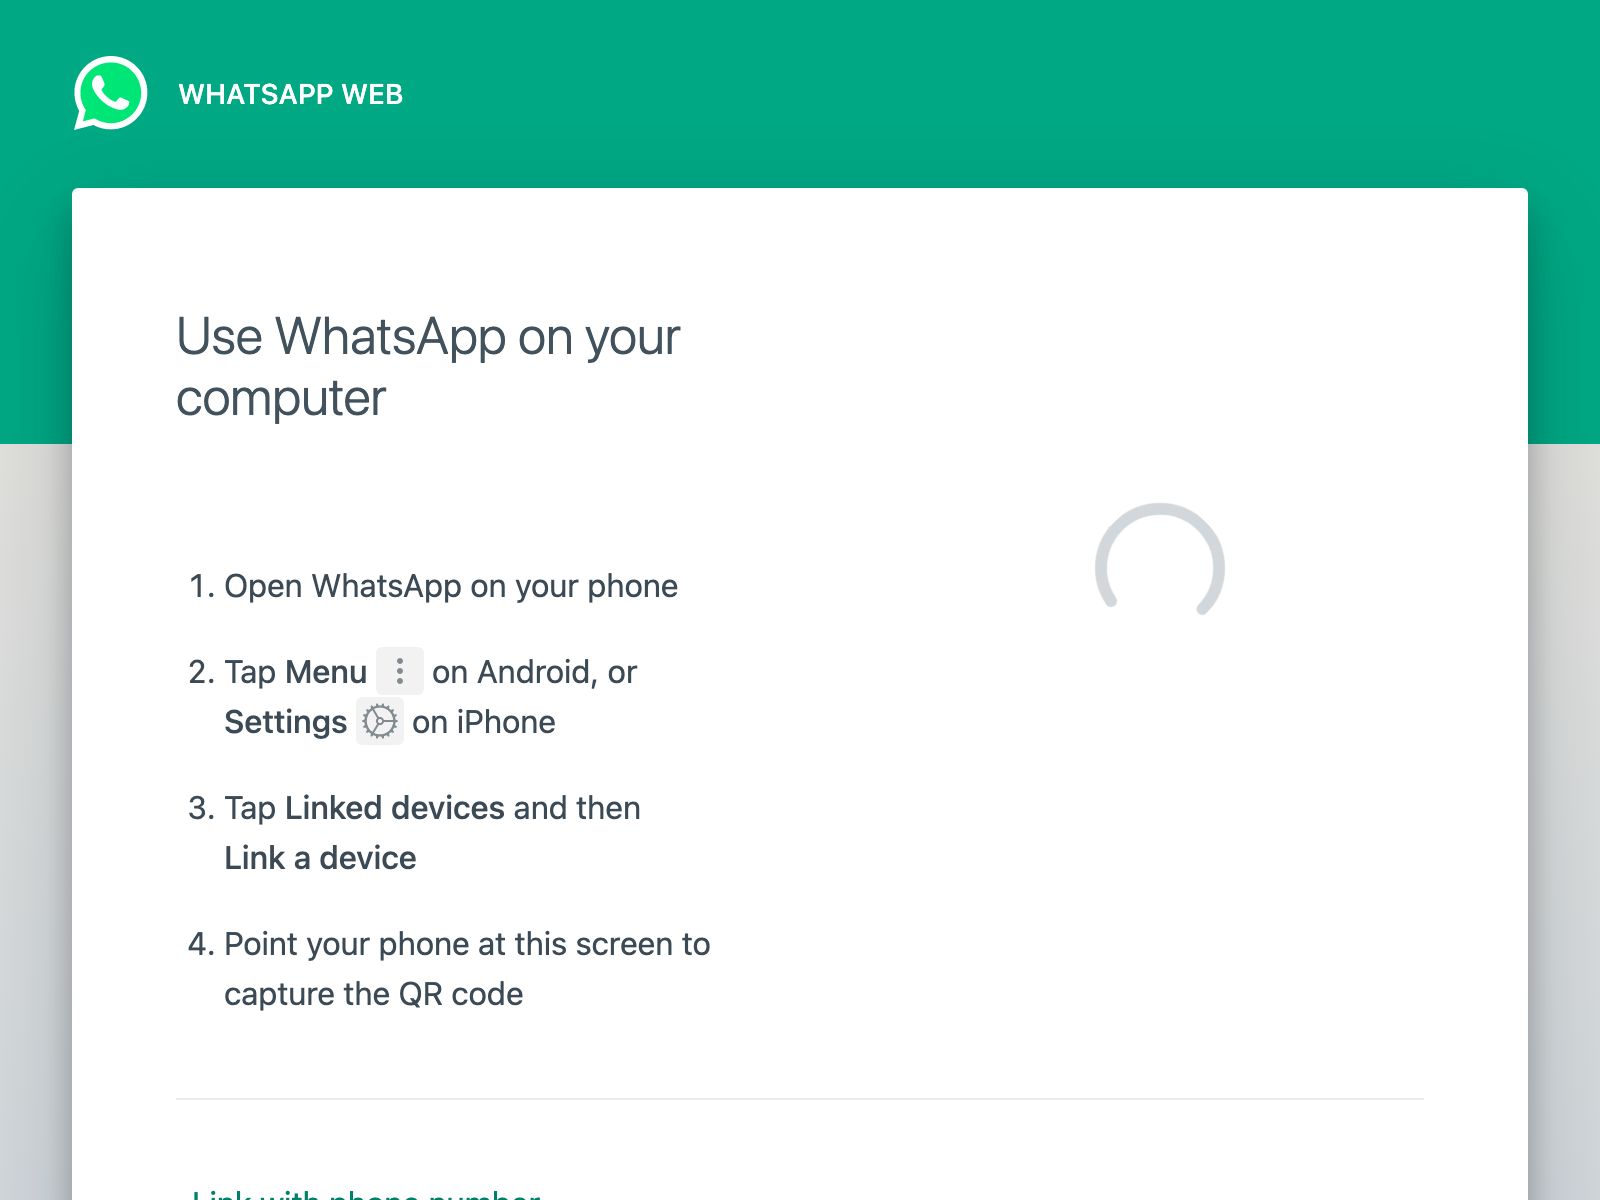 WHATSAPP WEB
Use WhatsApp on your
computer
1. Open WhatsApp on your phone
2. Tap Menu on Android, or
Settings on iPhone
3. Tap Linked devices and then
Link a device
4. Point your phone at this screen to
capture the QR code
Link with phone number